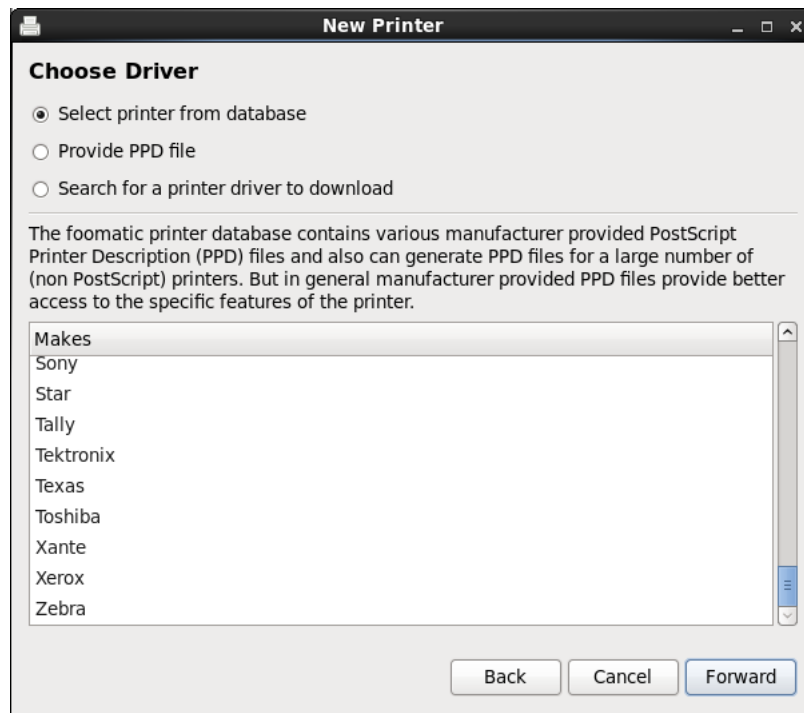 New Printer
Choose Driver
Select printer from database
Provide PPD file
Search for a printer driver to download
The foomatic printer database contains various manufacturer provided PostScript
Printer Description (PPD) files and also can generate PPD files for a large number of
(non PostScript) printers. But in general manufacturer provided PPD files provide better
access to the specific features of the printer.
Makes
Sony
Star
Tally
Tektronix
Texas
Toshiba
Xante
Xerox
Zebra
Back Cancel Forward